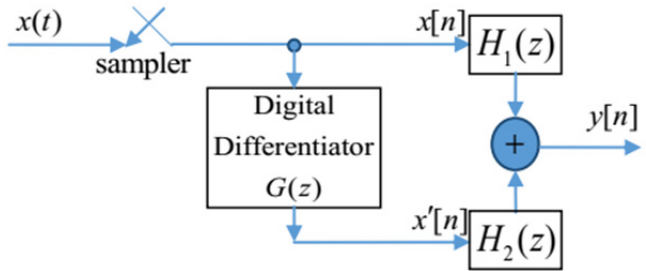 x(t)
sampler
x[n]
H₁(z)
Digital
Differentiator
G(z)
+
y[n]
x′[n]
H₂(z)